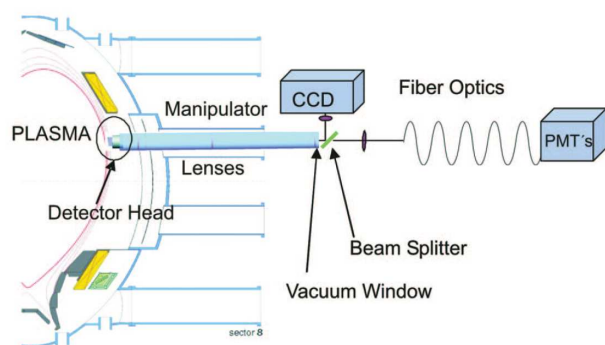 CCD
Fiber Optics
Manipulator
PLASMA
PMT´s
Lenses
Detector Head
Beam Splitter
Vacuum Window
sector 8